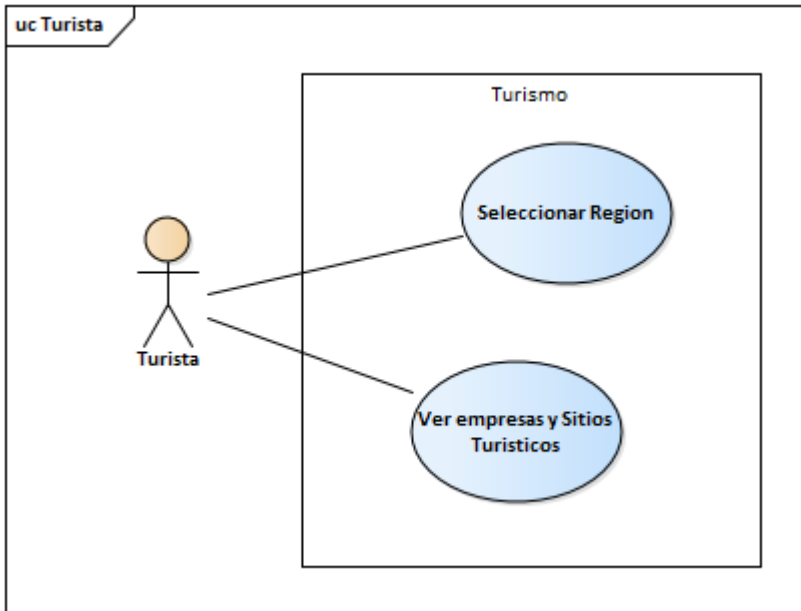 uc Turista
Turismo
Seleccionar Region
Turista
Ver empresas y Sitios
Turisticos